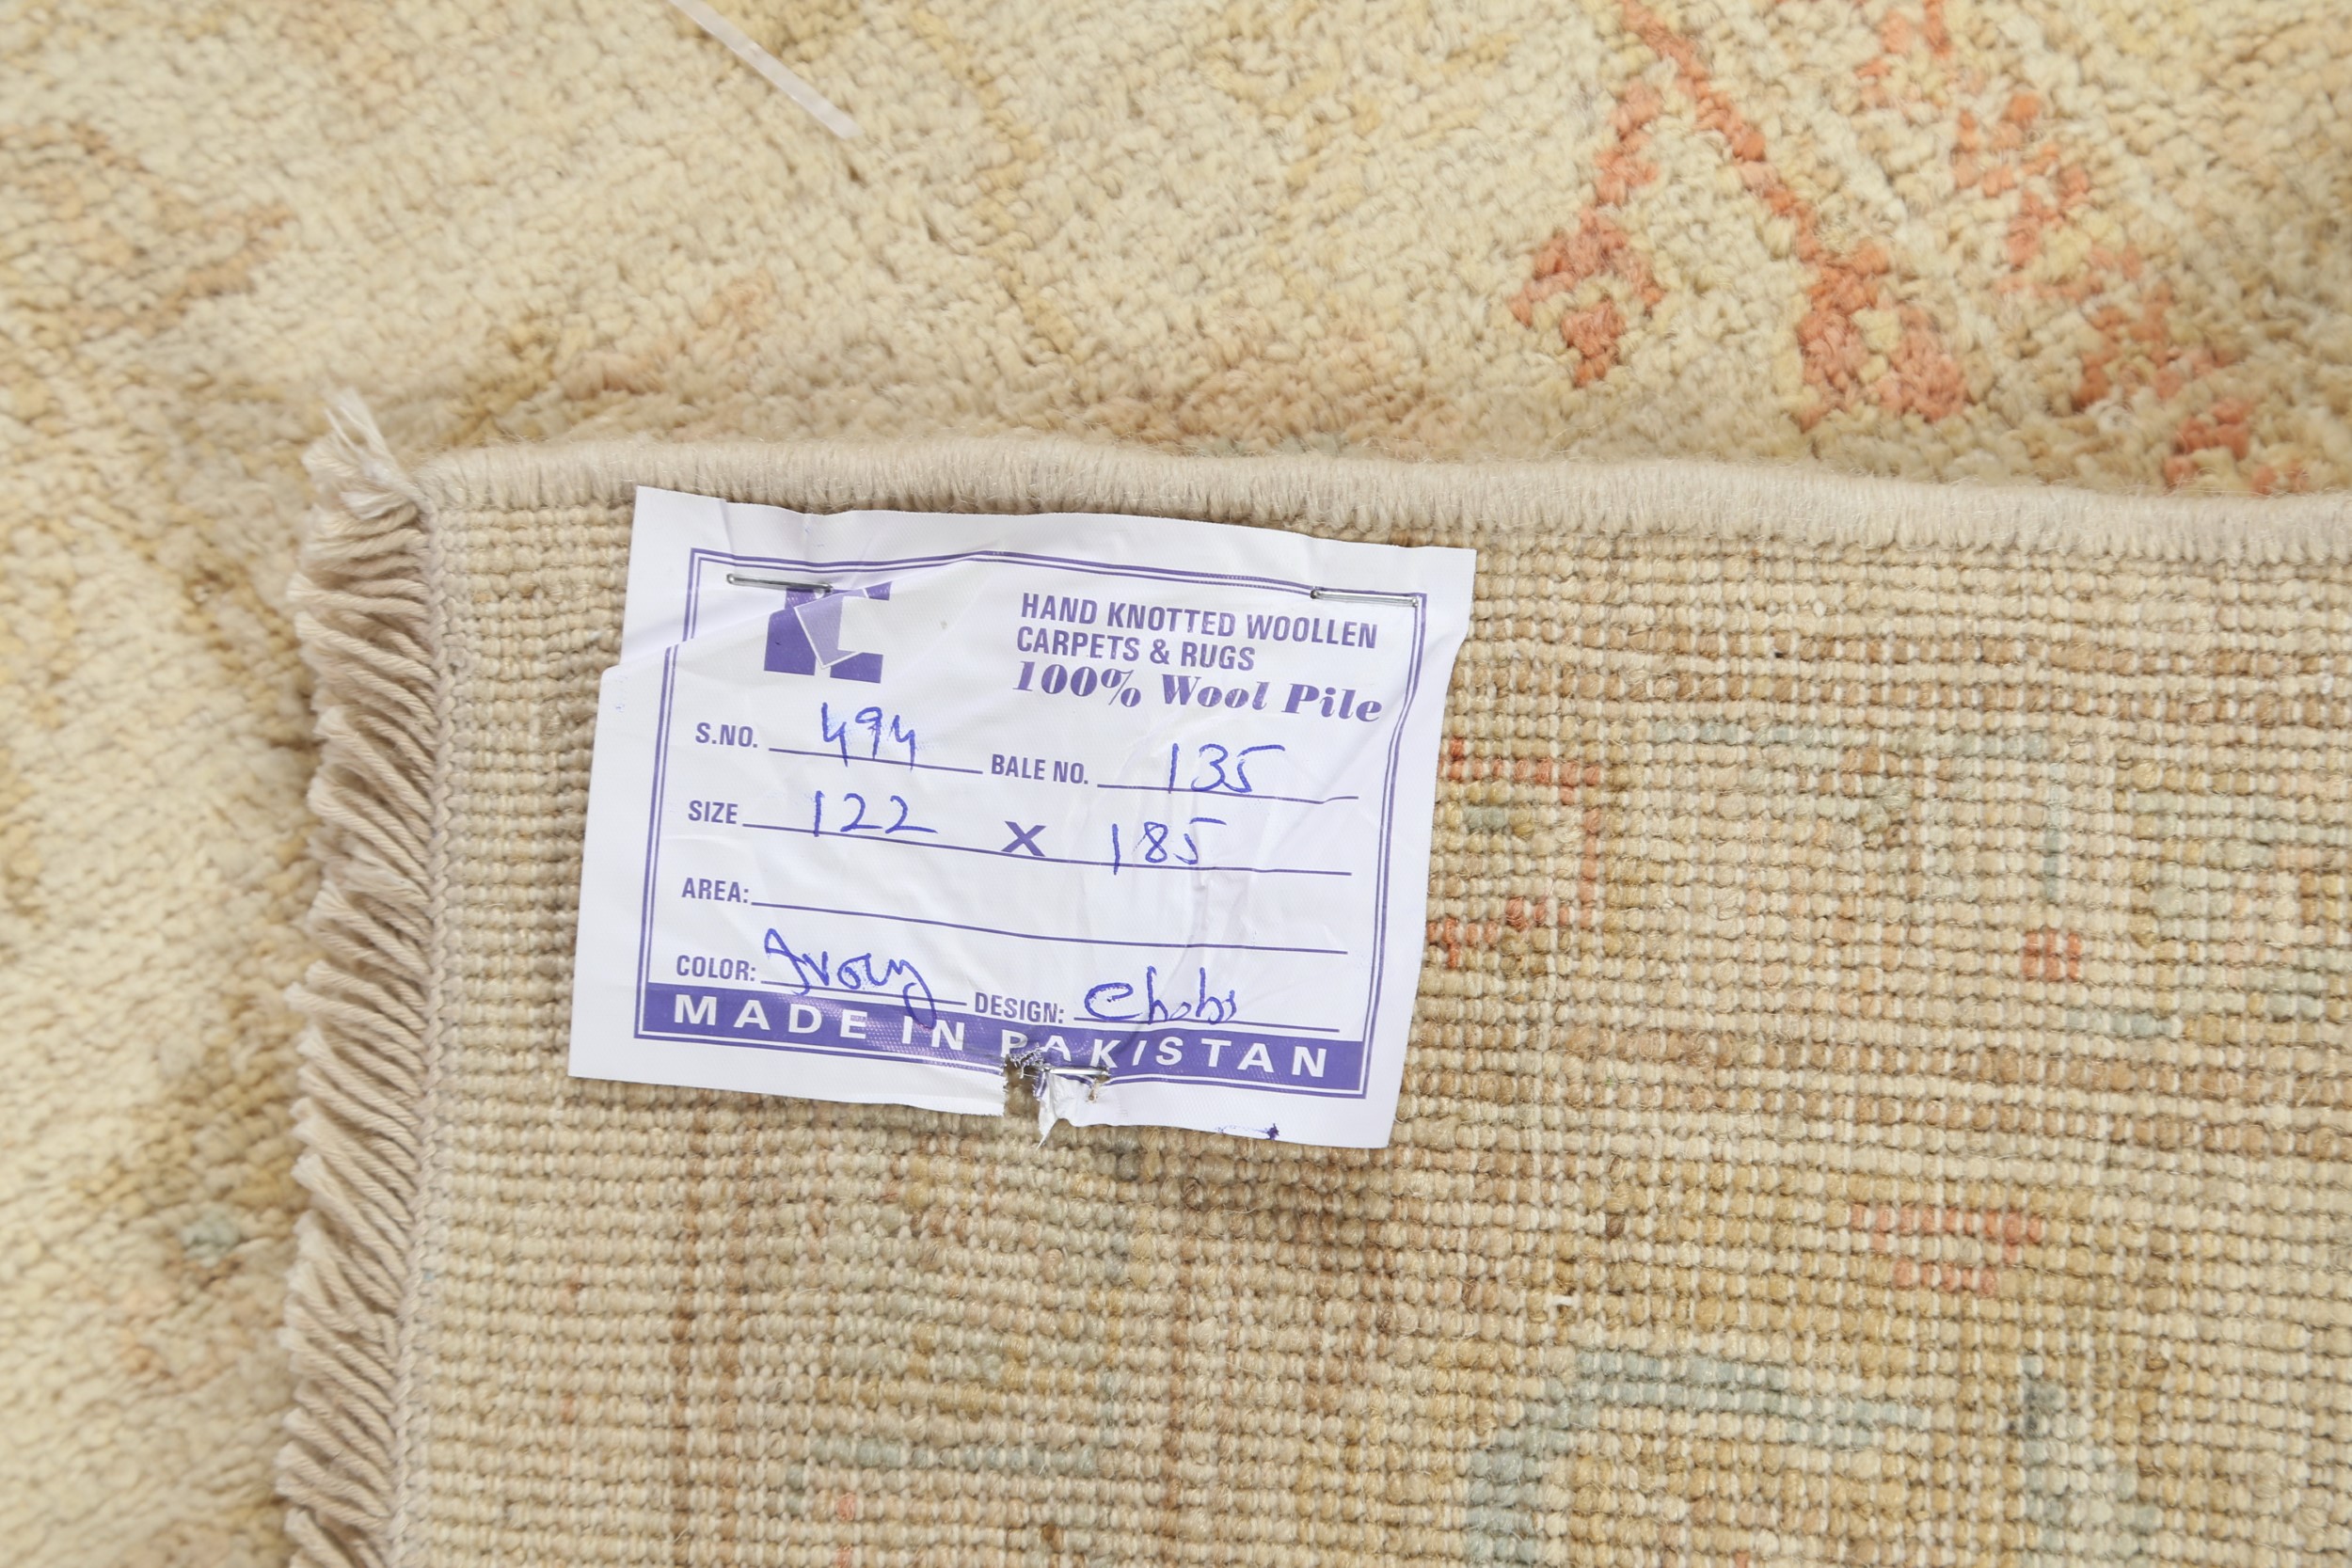 HAND KNOTTED WOOLLEN
CARPETS & RUGS
100% Wool Pile
S.NO. 494 BALE NO. 135
SIZE 122 X 185
AREA:
COLOR: Ivory DESIGN: Chobi
MADE IN PAKISTAN